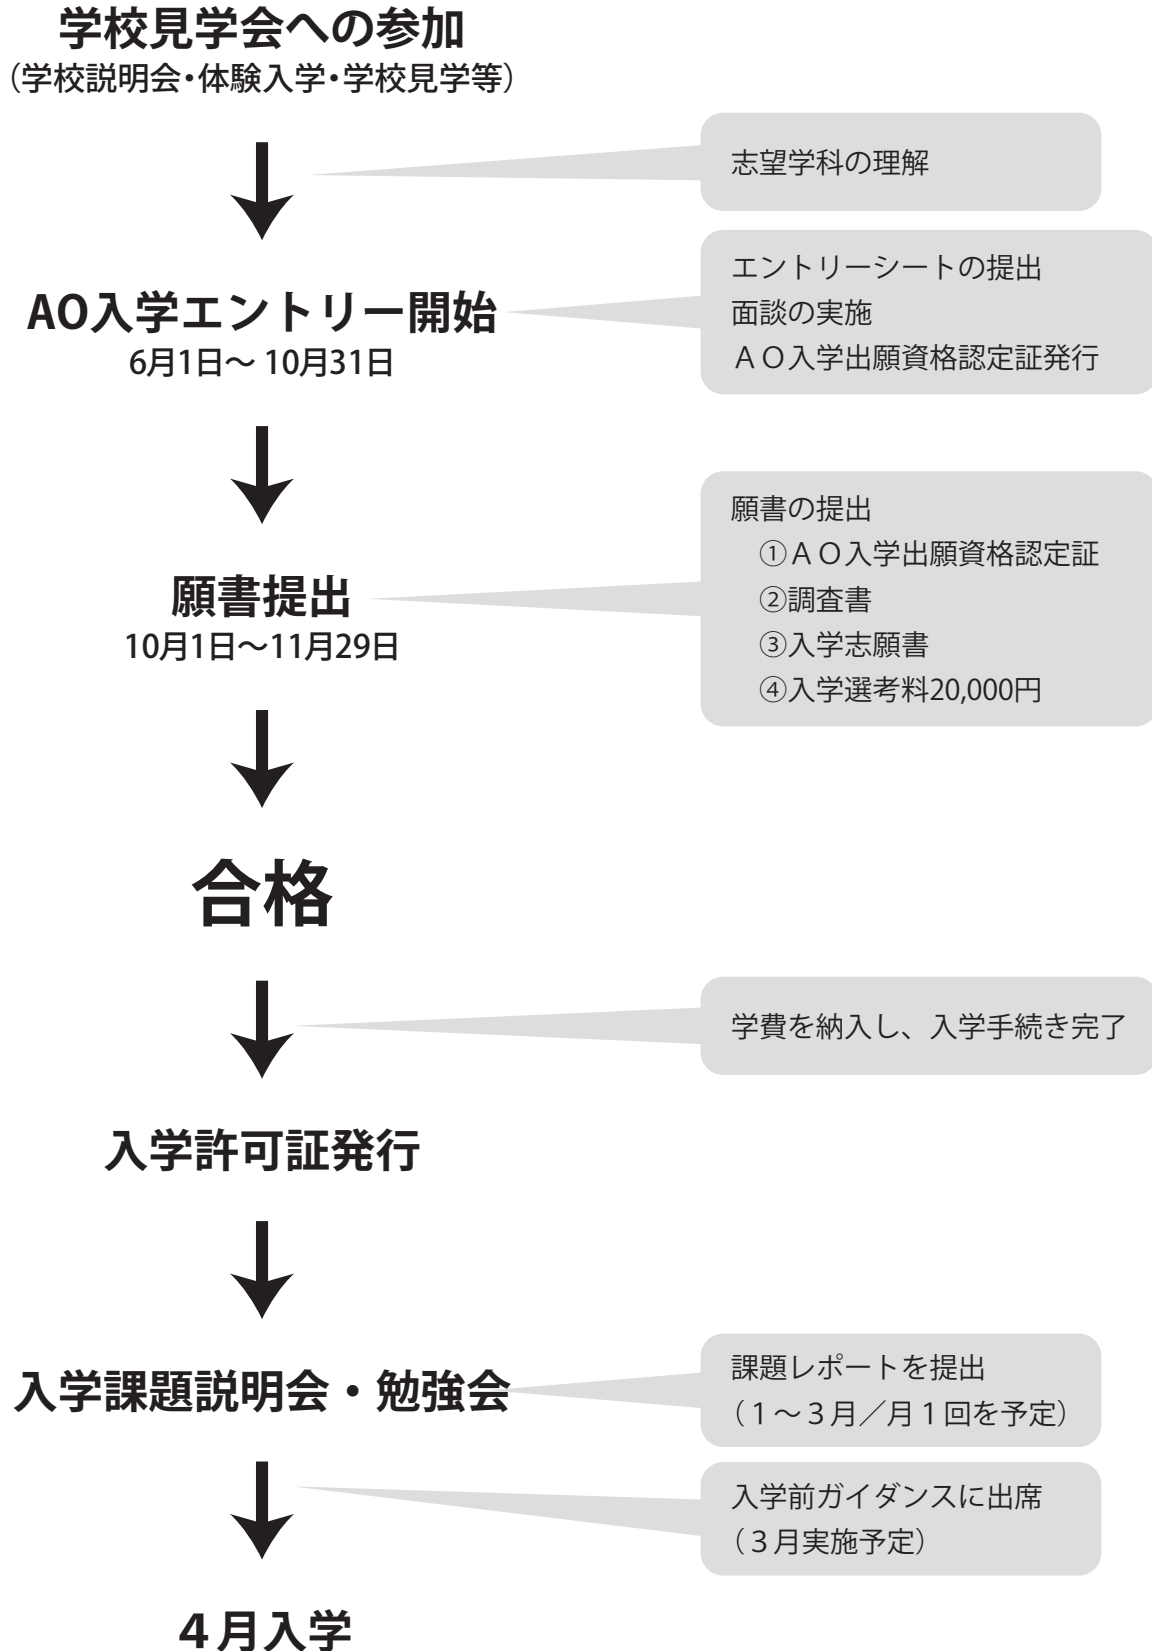 学校見学会への参加
（学校説明会・体験入学・学校見学等）
志望学科の理解
AO入学エントリー開始
6月1日～ 10月31日
エントリーシートの提出
面談の実施
ＡＯ入学出願資格認定証発行
願書提出
10月1日～11月29日
願書の提出
①ＡＯ入学出願資格認定証
②調査書
③入学志願書
④入学選考料20,000円
合格
学費を納入し、入学手続き完了
入学許可証発行
入学課題説明会・勉強会
課題レポートを提出
（１～３月／月１回を予定）
入学前ガイダンスに出席
（３月実施予定）
４月入学